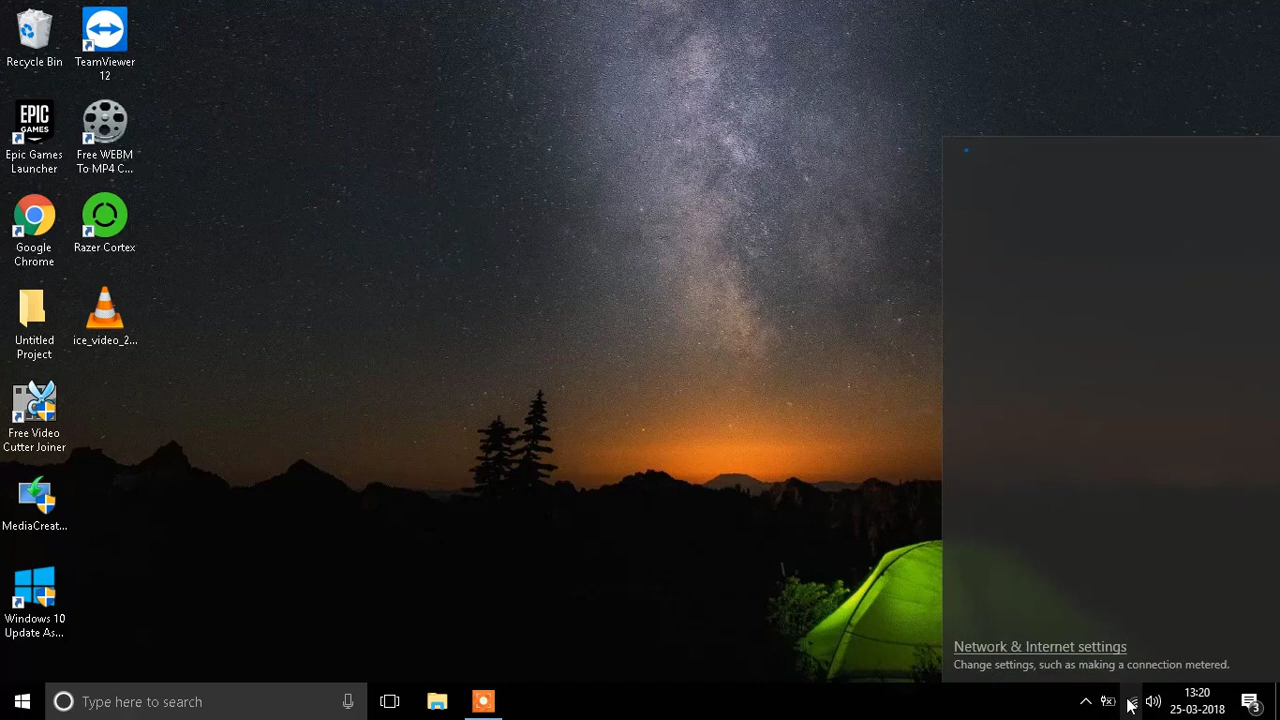 Recycle Bin
TeamViewer
12
EPIC
GAMES
Epic Games
Launcher
Free WEBM
To MP4 C...
Google
Chrome
Razer Cortex
Untitled
Project
ice_video_2...
Free Video
Cutter Joiner
MediaCreat...
Windows 10
Update As...
Network & Internet settings
Change settings, such as making a connection metered.
Type here to search
13:20
25-03-2018
3